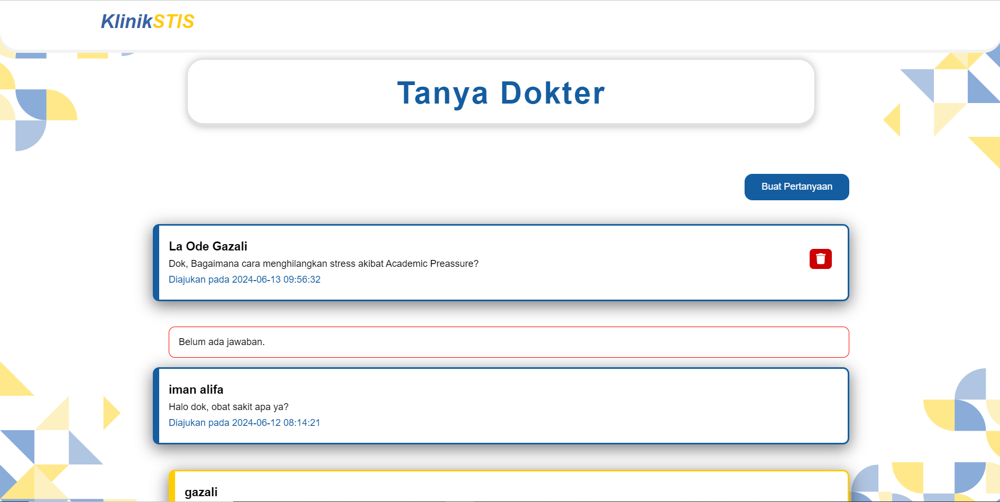 KlinikSTIS
Tanya Dokter
Buat Pertanyaan
La Ode Gazali
Dok, Bagaimana cara menghilangkan stress akibat Academic Preassure?
Diajukan pada 2024-06-13 09:56:32
Belum ada jawaban.
iman alifa
Halo dok, obat sakit apa ya?
Diajukan pada 2024-06-12 08:14:21
gazali